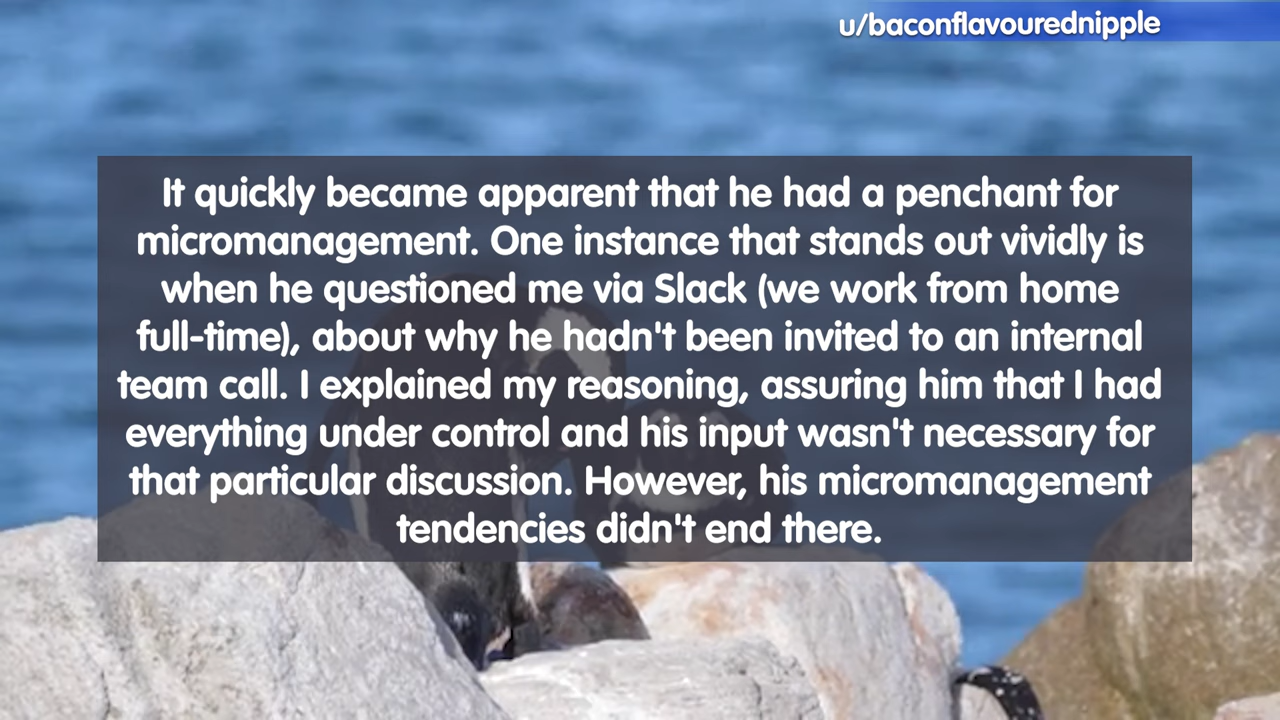 u/baconflavourednipple
It quickly became apparent that he had a penchant for
micromanagement. One instance that stands out vividly is
when he questioned me via Slack (we work from home
full-time), about why he hadn't been invited to an internal
team call. I explained my reasoning, assuring him that I had
everything under control and his input wasn't necessary for
that particular discussion. However, his micromanagement
tendencies didn't end there.